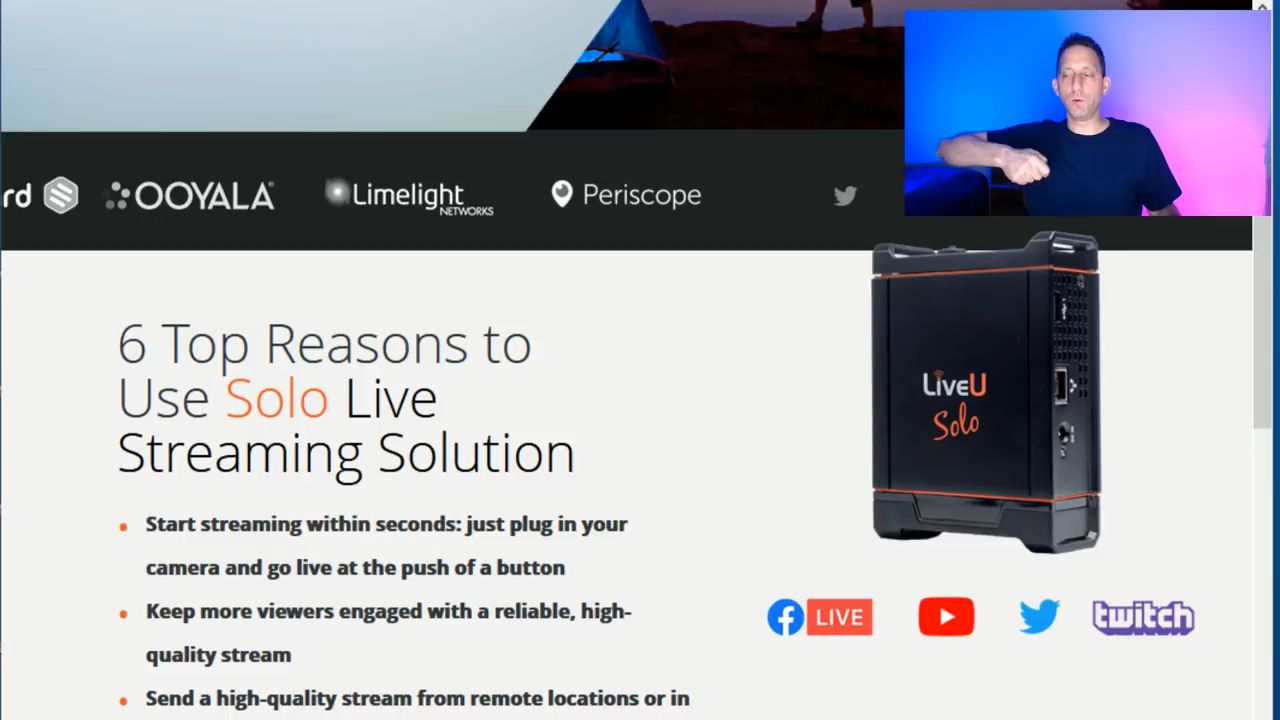 rd
OOYALA
Limelight
NETWORKS
Periscope
6 Top Reasons to
Use Solo Live
Streaming Solution
LiveU
Solo
Start streaming within seconds: just plug in your
camera and go live at the push of a button
Keep more viewers engaged with a reliable, high-
quality stream
Send a high-quality stream from remote locations or in
LIVE
twitch